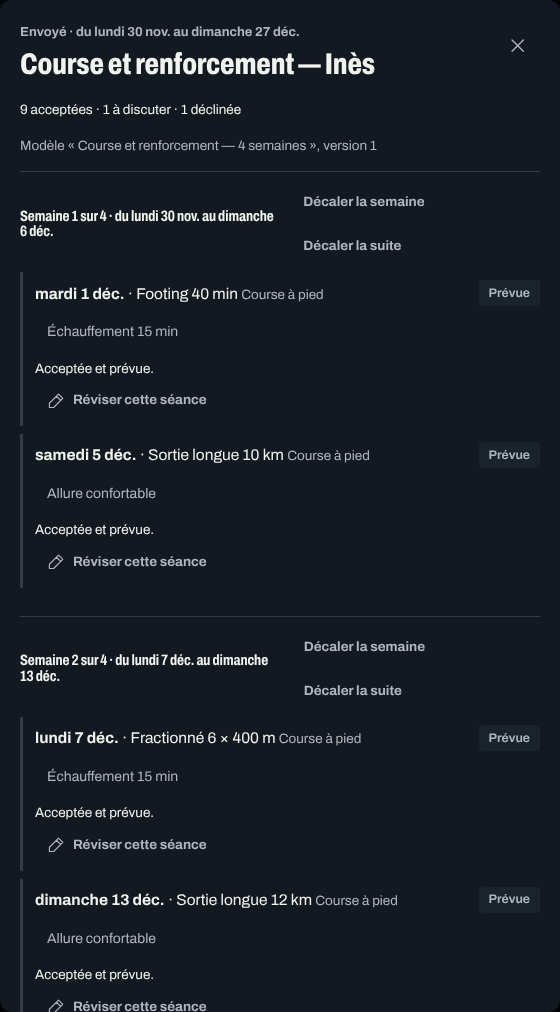 Envoyé · du lundi 30 nov. au dimanche 27 déc.
Course et renforcement — Inès
9 acceptées · 1 à discuter · 1 déclinée
Modèle « Course et renforcement — 4 semaines », version 1
Semaine 1 sur 4 · du lundi 30 nov. au dimanche
6 déc.
Décaler la semaine
Décaler la suite
mardi 1 déc. · Footing 40 min Course à pied
Prévue
Échauffement 15 min
Acceptée et prévue.
Réviser cette séance
samedi 5 déc. · Sortie longue 10 km Course à pied
Prévue
Allure confortable
Acceptée et prévue.
Réviser cette séance
Semaine 2 sur 4 · du lundi 7 déc. au dimanche
13 déc.
Décaler la semaine
Décaler la suite
lundi 7 déc. · Fractionné 6 × 400 m Course à pied
Prévue
Échauffement 15 min
Acceptée et prévue.
Réviser cette séance
dimanche 13 déc. · Sortie longue 12 km Course à pied
Prévue
Allure confortable
Acceptée et prévue.
Réviser cette séance